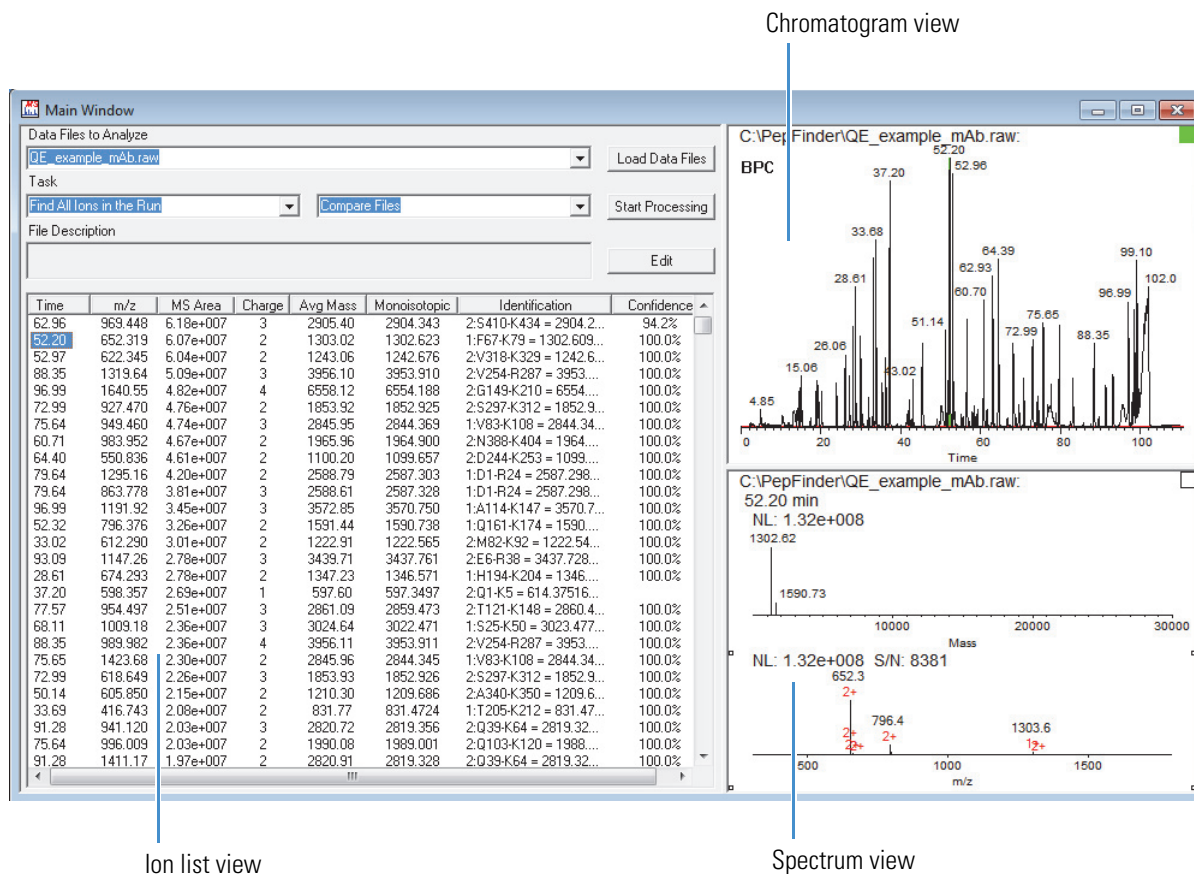 Chromatogram view
Main Window
Data Files to Analyze
QE_example_mAb.raw
Load Data Files
Task
Find All Ions in the Run
Compare Files
Start Processing
File Description
Edit
Time m/z MS Area Charge Avg Mass Monoisotopic Identification Confidence
62.96 969.448 6.18e+007 3 2905.40 2904.343 2:S410-K434 = 2904.2... 94.2%
52.20 652.319 6.07e+007 2 1303.02 1302.623 1:F67-K79 = 1302.609... 100.0%
52.97 622.345 6.04e+007 2 1243.06 1242.676 2:V318-K329 = 1242.6... 100.0%
88.35 1319.64 5.09e+007 3 3956.10 3953.910 2:V254-R287 = 3953.... 100.0%
96.99 1640.55 4.82e+007 4 6558.12 6554.188 2:G149-K210 = 6554.... 100.0%
72.99 927.470 4.76e+007 2 1853.92 1852.925 2:S297-K312 = 1852.9... 100.0%
75.64 949.460 4.74e+007 3 2845.95 2844.369 1:V83-K108 = 2844.34... 100.0%
60.71 983.952 4.67e+007 2 1965.96 1964.900 2:N388-K404 = 1964.... 100.0%
64.40 550.836 4.61e+007 2 1100.20 1099.657 2:D244-K253 = 1099.... 100.0%
79.64 1295.16 4.20e+007 2 2588.79 2587.303 1:D1-R24 = 2587.298... 100.0%
79.64 863.778 3.81e+007 3 2588.61 2587.328 1:D1-R24 = 2587.298... 100.0%
96.99 1191.92 3.45e+007 3 3572.85 3570.750 1:A114-K147 = 3570.7... 100.0%
52.32 796.376 3.26e+007 2 1591.44 1590.738 1:Q161-K174 = 1590.... 100.0%
33.02 612.290 3.01e+007 2 1222.91 1222.565 2:M82-K92 = 1222.54... 100.0%
93.09 1147.26 2.78e+007 3 3439.71 3437.761 2:E6-R38 = 3437.728... 100.0%
28.61 674.293 2.78e+007 2 1347.23 1346.571 1:H194-K204 = 1346.... 100.0%
37.20 598.357 2.69e+007 1 597.60 597.3497 2:Q1-K5 = 614.37516...
77.57 954.497 2.51e+007 3 2861.09 2859.473 2:T121-K148 = 2860.4... 100.0%
68.11 1009.18 2.36e+007 3 3024.64 3022.471 1:S25-K50 = 3023.477... 100.0%
88.35 989.982 2.36e+007 4 3956.11 3953.911 2:V254-R287 = 3953.... 100.0%
75.65 1423.68 2.30e+007 2 2845.96 2844.345 1:V83-K108 = 2844.34... 100.0%
72.99 618.649 2.26e+007 3 1853.93 1852.926 2:S297-K312 = 1852.9... 100.0%
50.14 605.850 2.15e+007 2 1210.30 1209.686 2:A340-K350 = 1209.6... 100.0%
33.69 416.743 2.08e+007 2 831.77 831.4724 1:T205-K212 = 831.47... 100.0%
91.28 941.120 2.03e+007 3 2820.72 2819.356 2:Q39-K64 = 2819.32... 100.0%
75.64 996.009 2.03e+007 2 1990.08 1989.001 2:Q103-K120 = 1988.... 100.0%
91.28 1411.17 1.97e+007 2 2820.91 2819.328 2:Q39-K64 = 2819.32... 100.0%
C:\PepFinder\QE_example_mAb.raw:
BPC
52.20
52.96
37.20
33.68
64.39
99.10
28.61
62.93
102.0
60.70
96.99
51.14
75.65
72.99
88.35
26.06
15.06
43.02
4.85
0 20 40 60 80 100
Time
C:\PepFinder\QE_example_mAb.raw:
52.20 min
NL: 1.32e+008
1302.62
1590.73
10000 20000 30000
Mass
NL: 1.32e+008 S/N: 8381
652.3
2+
796.4
2+
1303.6
2+
500 1000 1500
m/z
Ion list view
Spectrum view